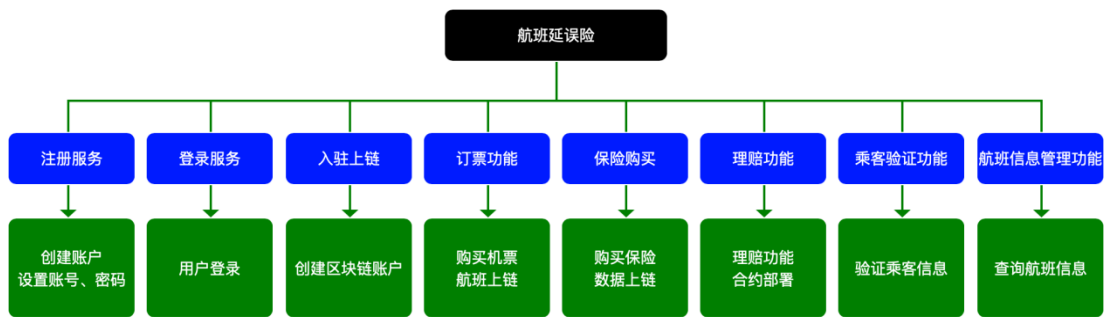 航班延误险
注册服务
登录服务
入驻上链
订票功能
保险购买
理赔功能
乘客验证功能
航班信息管理功能
创建账户
设置账号、密码
用户登录
创建区块链账户
购买机票
航班上链
购买保险
数据上链
理赔功能
合约部署
验证乘客信息
查询航班信息